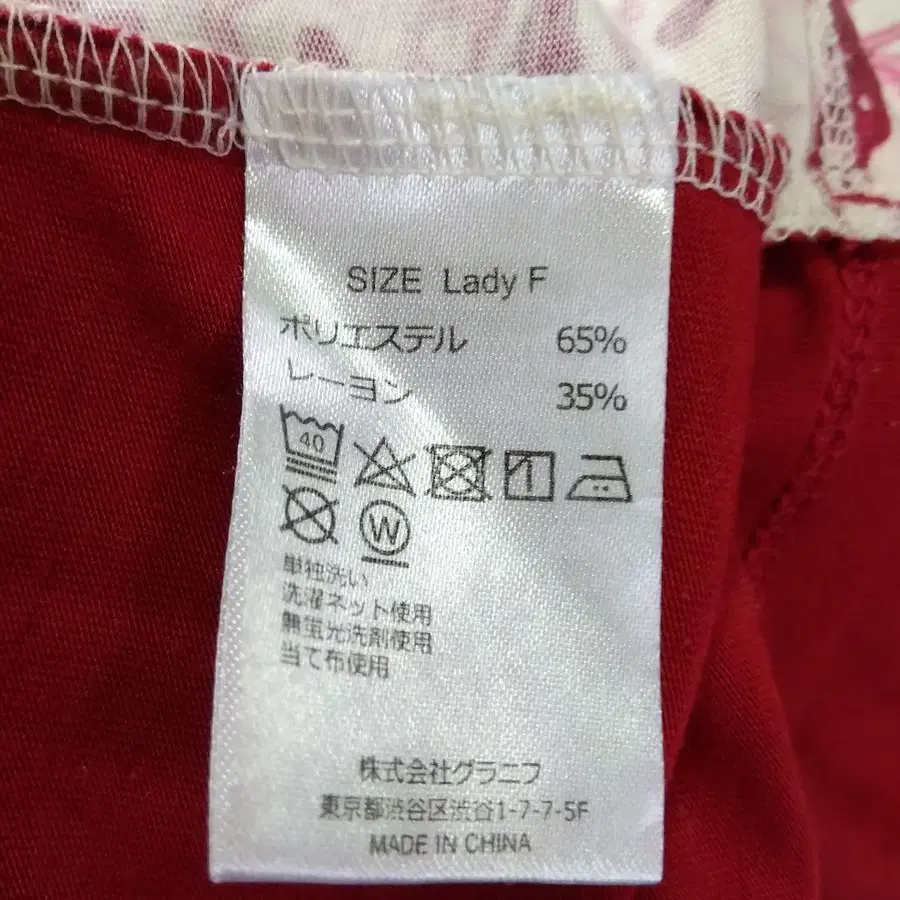 SIZE Lady F
ポリエステル 65%
レーヨン 35%
40
W
単独洗い
洗濯ネット使用
無蛍光洗剤使用
当て布使用
株式会社グラニフ
東京都渋谷区渋谷1-7-7-5F
MADE IN CHINA